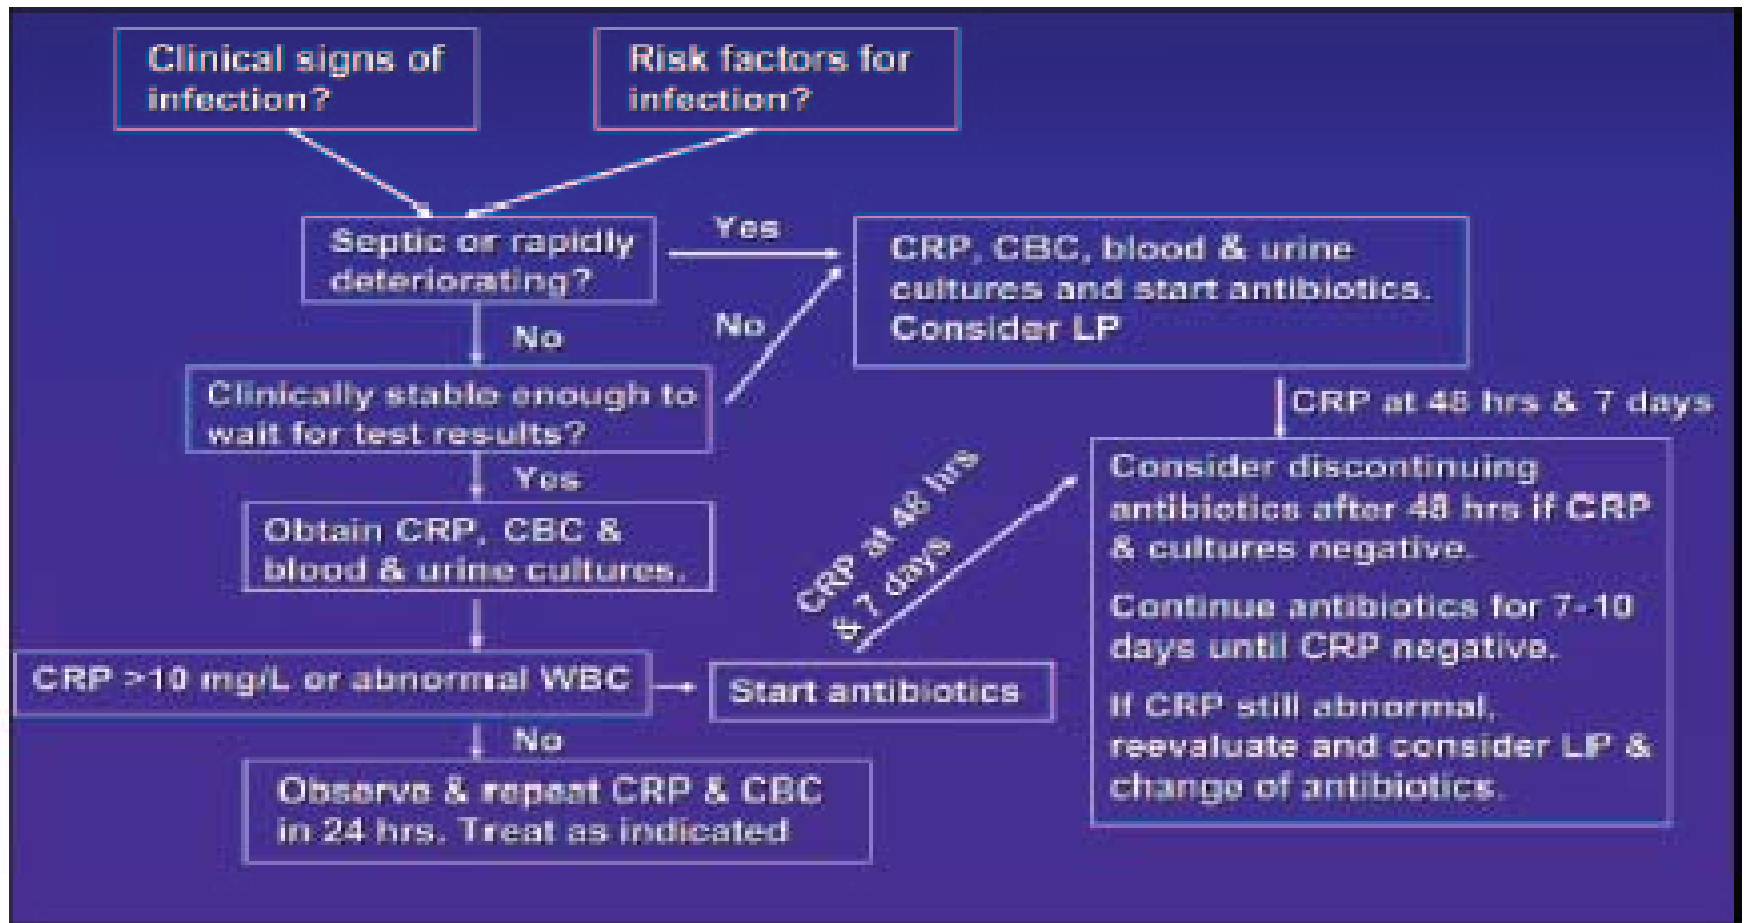 Clinical signs of
infection?
Risk factors for
infection?
Septic or rapidly
deteriorating?
Yes
CRP, CBC, blood & urine
cultures and start antibiotics.
Consider LP
No
No
Clinically stable enough to
wait for test results?
CRP at 48 hrs & 7 days
Yes
Obtain CRP, CBC &
blood & urine cultures.
CRP at 48 hrs
& 7 days
Consider discontinuing
antibiotics after 48 hrs if CRP
& cultures negative.
Continue antibiotics for 7-10
days until CRP negative.
If CRP still abnormal,
reevaluate and consider LP &
change of antibiotics.
CRP >10 mg/L or abnormal WBC
Start antibiotics
No
Observe & repeat CRP & CBC
in 24 hrs. Treat as indicated